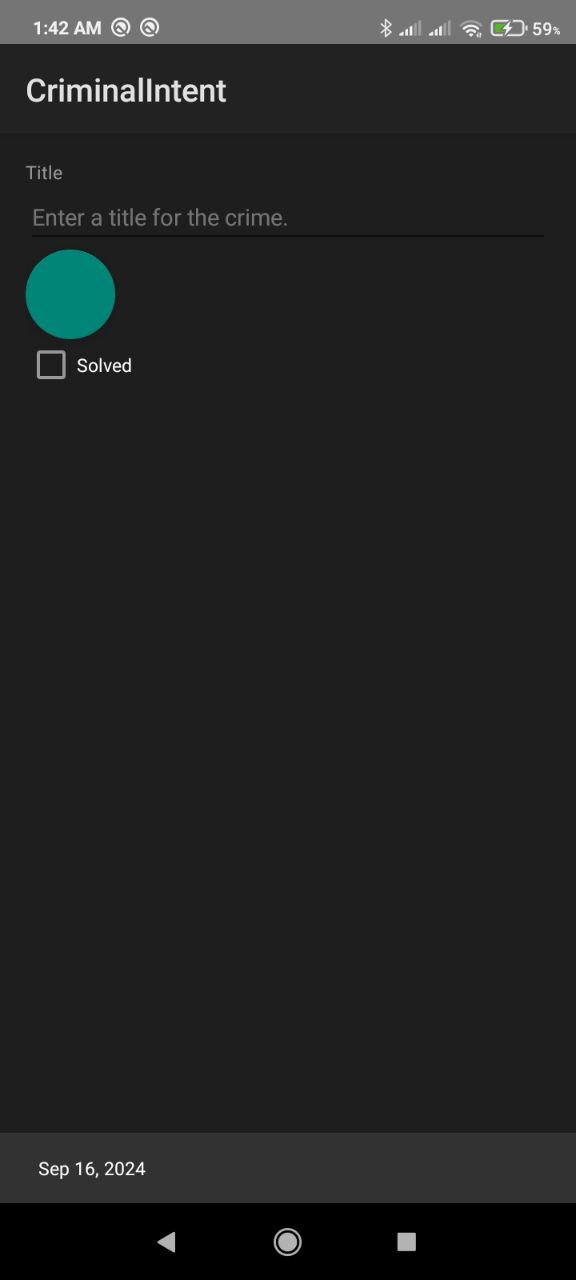 1:42 AM 59%
CriminalIntent
Title
Enter a title for the crime.
Solved
Sep 16, 2024